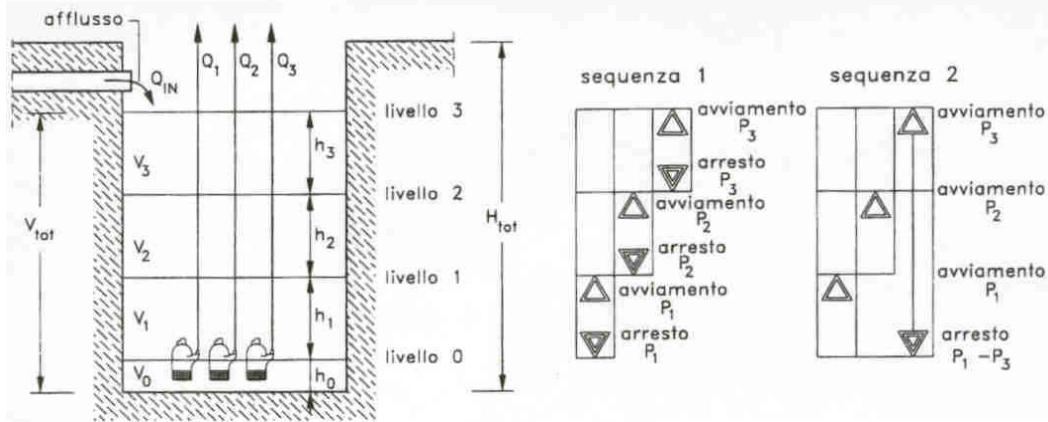 afflusso
Q_IN
Q_1
Q_2
Q_3
livello 3
h_3
V_3
livello 2
V_tot
h_2
H_tot
V_2
livello 1
h_1
V_1
livello 0
V_0
h_0
sequenza 1
avviamento
P_3
arresto
P_3
avviamento
P_2
arresto
P_2
avviamento
P_1
arresto
P_1
sequenza 2
avviamento
P_3
avviamento
P_2
avviamento
P_1
arresto
P_1 -P_3